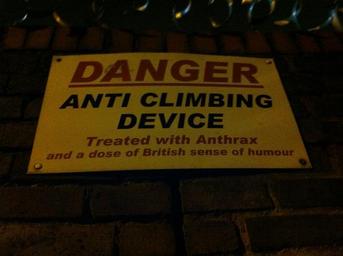 DANGER
ANTI CLIMBING
DEVICE
Treated with Anthrax
and a dose of British sense of humour